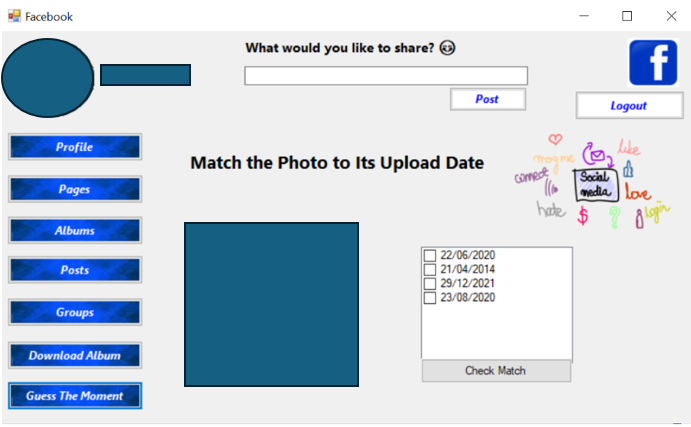 Facebook
What would you like to share?
Post
f
Logout
Profile
Pages
Albums
Posts
Groups
Download Album
Guess The Moment
Match the Photo to Its Upload Date
like
connect
Social
media
love
hate
$
?
login
22/06/2020
21/04/2014
29/12/2021
23/08/2020
Check Match